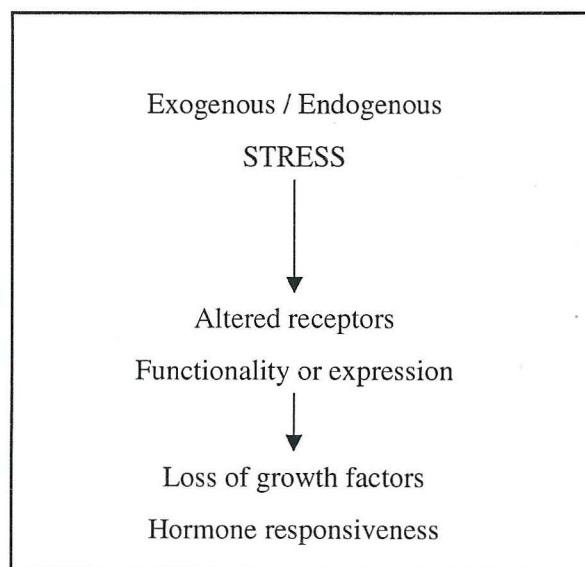 Exogenous / Endogenous
STRESS
Altered receptors
Functionality or expression
Loss of growth factors
Hormone responsiveness